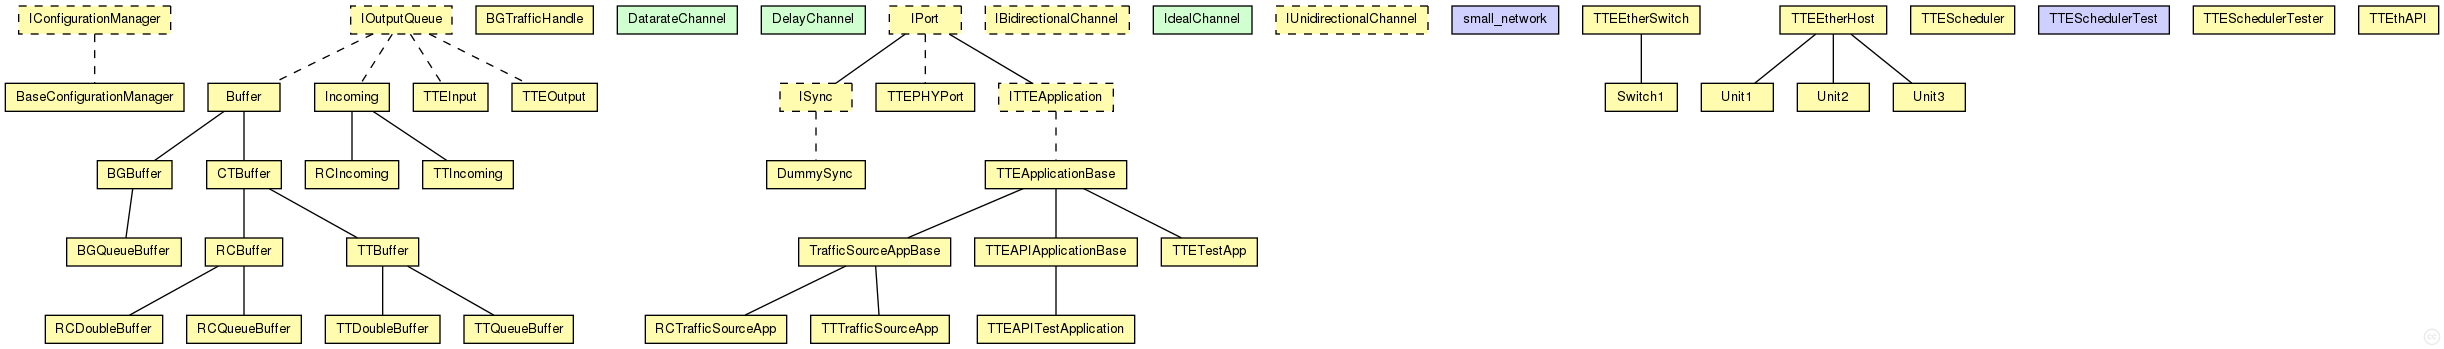 IConfigurationManager
IOutputQueue
BGTrafficHandle
DatarateChannel
DelayChannel
IPort
IBidirectionalChannel
IdealChannel
IUnidirectionalChannel
small_network
TTEEtherSwitch
TTEEtherHost
TTEScheduler
TTESchedulerTest
TTESchedulerTester
TTEthAPI
BaseConfigurationManager
Buffer
Incoming
TTEInput
TTEOutput
ISync
TTEPHYPort
ITTEApplication
Switch1
Unit1
Unit2
Unit3
BGBuffer
CTBuffer
RCIncoming
TTIncoming
DummySync
TTEApplicationBase
BGQueueBuffer
RCBuffer
TTBuffer
TrafficSourceAppBase
TTEAPIApplicationBase
TTETestApp
RCDoubleBuffer
RCQueueBuffer
TTDoubleBuffer
TTQueueBuffer
RCTrafficSourceApp
TTTrafficSourceApp
TTEAPITestApplication